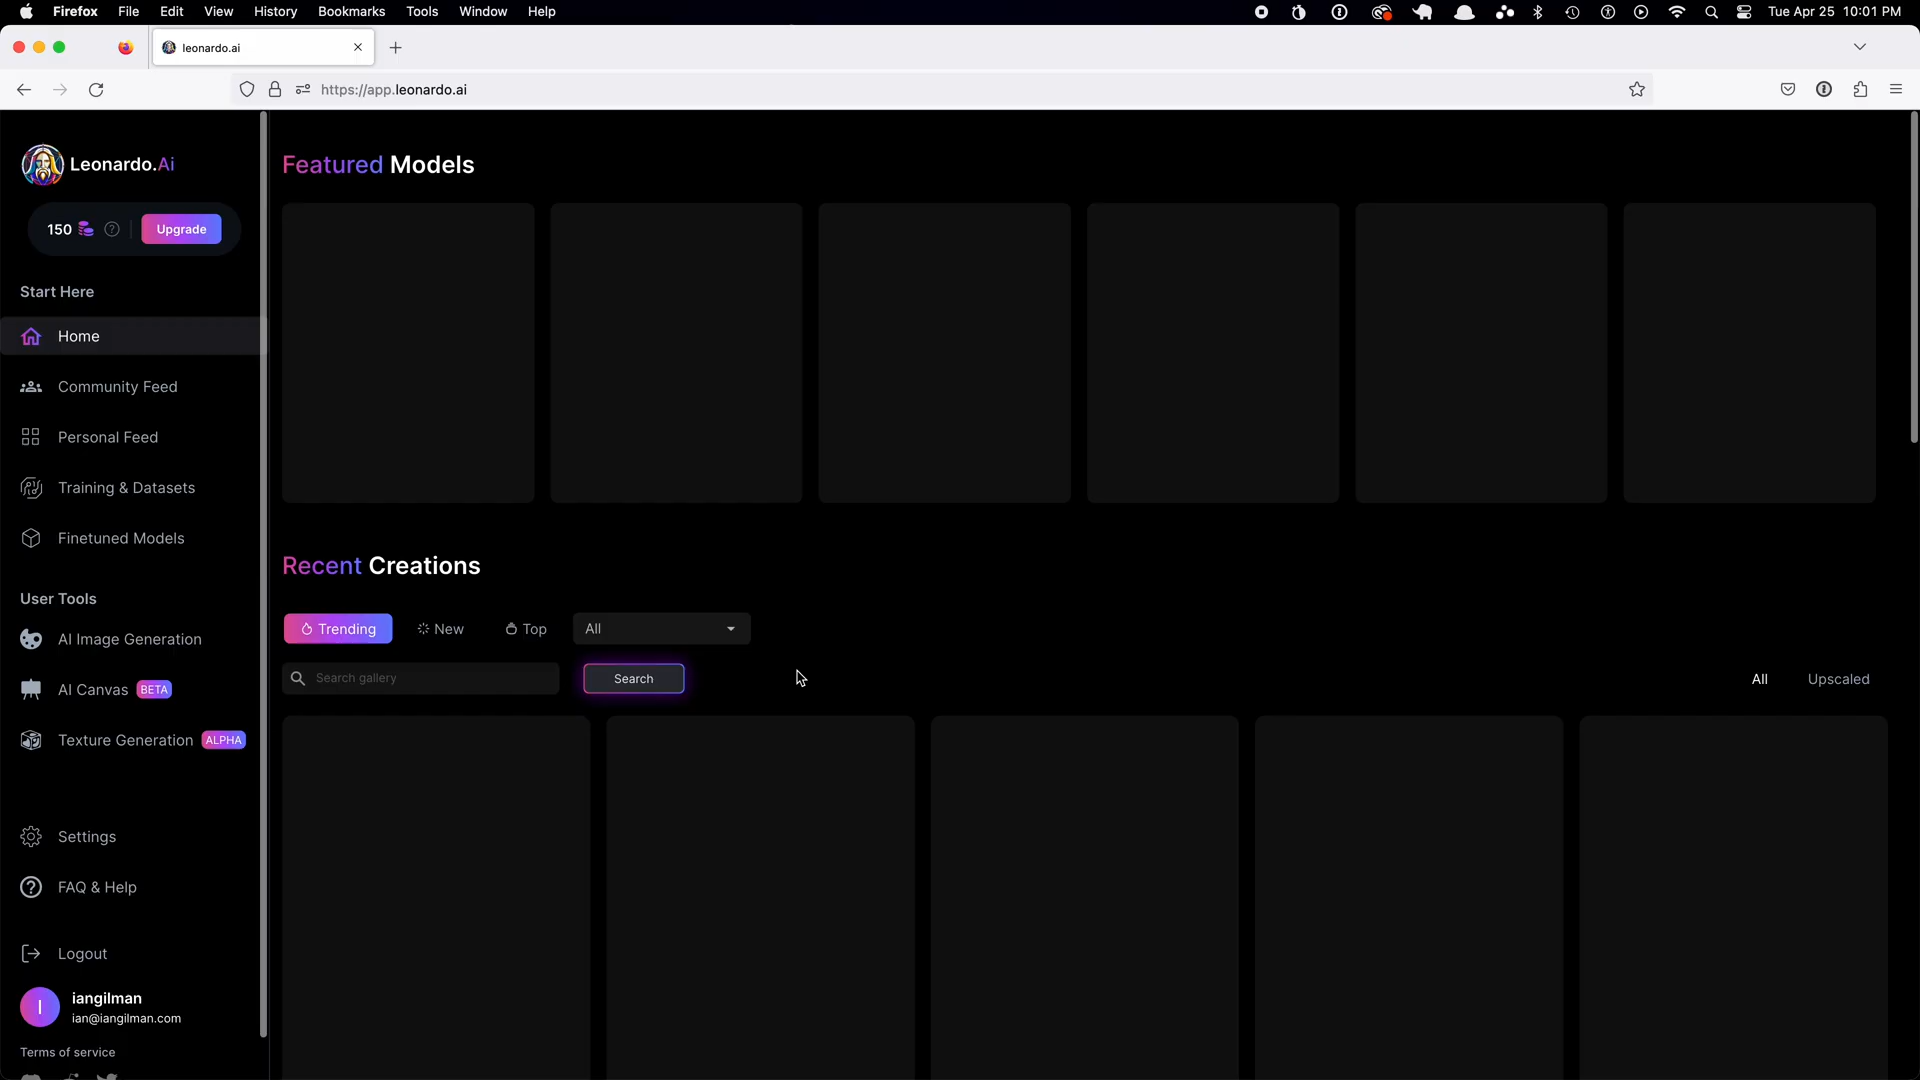 Firefox File Edit View History Bookmarks Tools Window Help Tue Apr 25 10:01 PM
leonardo.ai
https://app.leonardo.ai
Leonardo.Ai
150 Upgrade
Start Here
Home
Community Feed
Personal Feed
Training & Datasets
Finetuned Models
User Tools
AI Image Generation
AI Canvas BETA
Texture Generation ALPHA
Settings
FAQ & Help
Logout
I
iangilman
ian@iangilman.com
Terms of service
Featured Models
Recent Creations
Trending New Top All
Search gallery Search All Upscaled